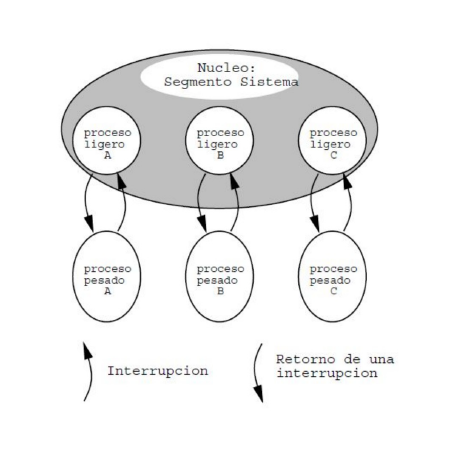 Nucleo:
Segmento Sistema
proceso
ligero
A
proceso
ligero
B
proceso
ligero
C
proceso
pesado
A
proceso
pesado
B
proceso
pesado
C
Interrupcion
Retorno de una
interrupcion